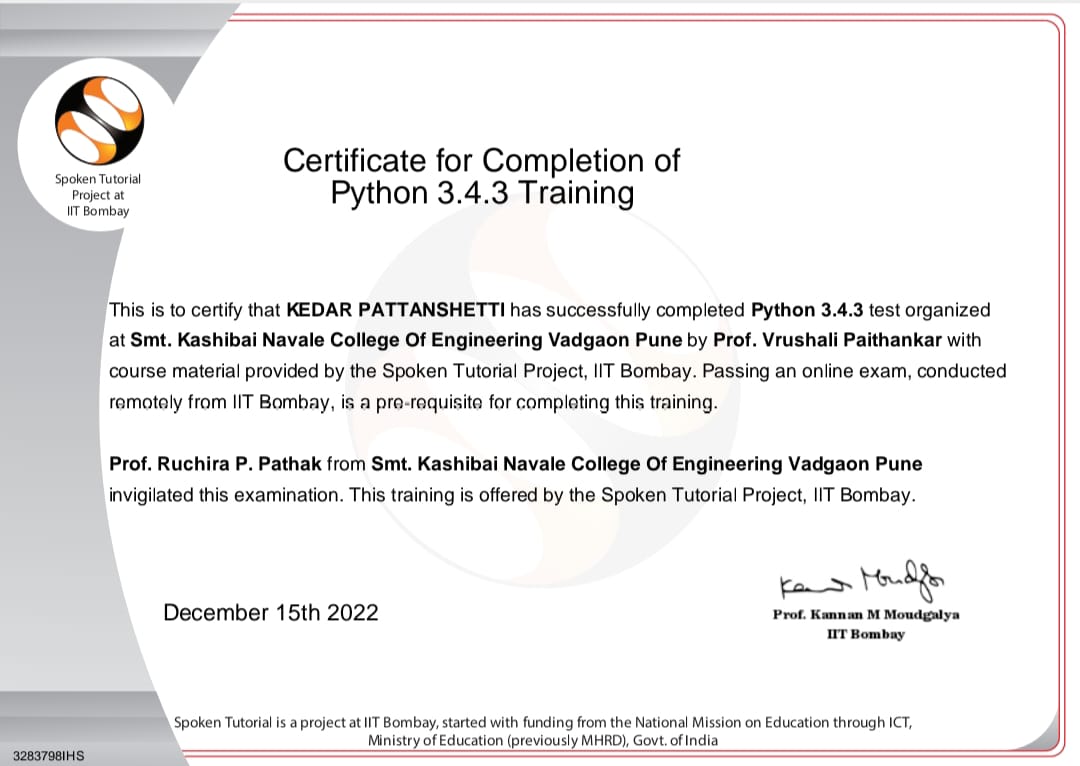 Spoken Tutorial
Project at
IIT Bombay
Certificate for Completion of
Python 3.4.3 Training
This is to certify that KEDAR PATTANSHETTI has successfully completed Python 3.4.3 test organized
at Smt. Kashibai Navale College Of Engineering Vadgaon Pune by Prof. Vrushali Paithankar with
course material provided by the Spoken Tutorial Project, IIT Bombay. Passing an online exam, conducted
remotely from IIT Bombay, is a pre-requisite for completing this training.
Prof. Ruchira P. Pathak from Smt. Kashibai Navale College Of Engineering Vadgaon Pune
invigilated this examination. This training is offered by the Spoken Tutorial Project, IIT Bombay.
December 15th 2022
Prof. Kannan M Moudgalya
IIT Bombay
Spoken Tutorial is a project at IIT Bombay, started with funding from the National Mission on Education through ICT,
Ministry of Education (previously MHRD), Govt. of India
3283798IHS